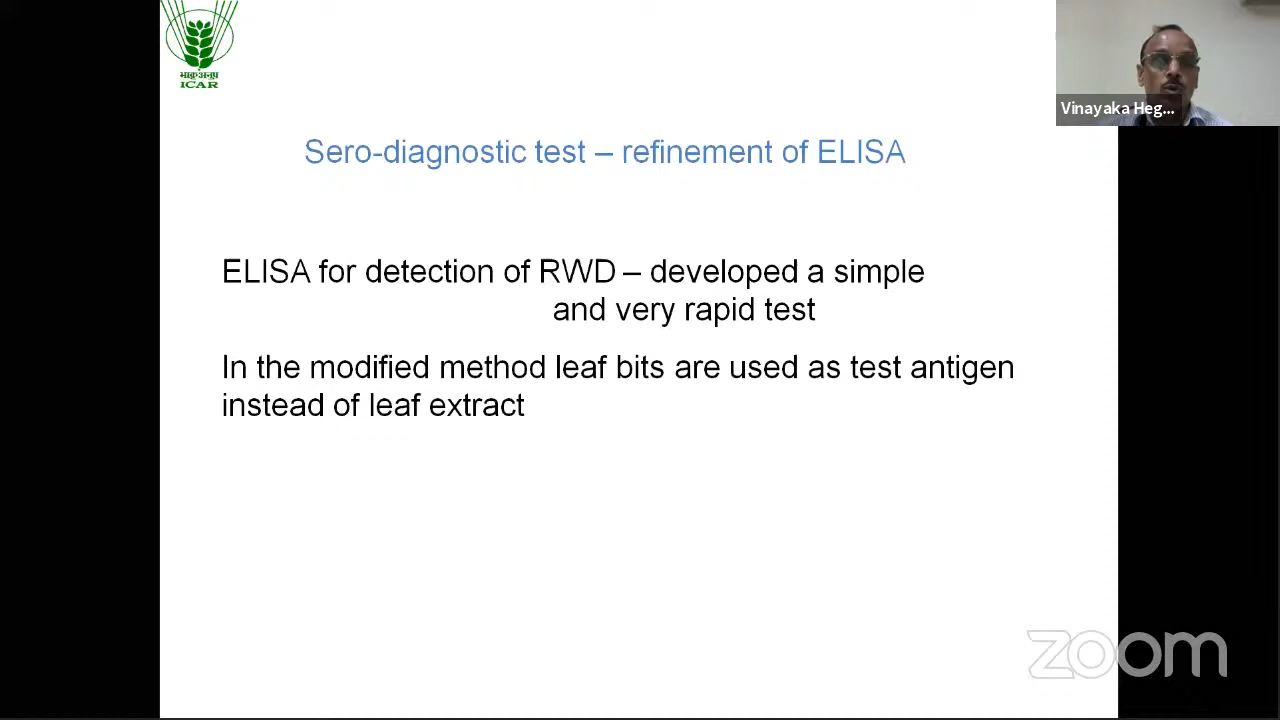 भाकृअनुप
ICAR
Vinayaka Heg...
Sero-diagnostic test – refinement of ELISA
ELISA for detection of RWD – developed a simple
and very rapid test
In the modified method leaf bits are used as test antigen
instead of leaf extract
zoom